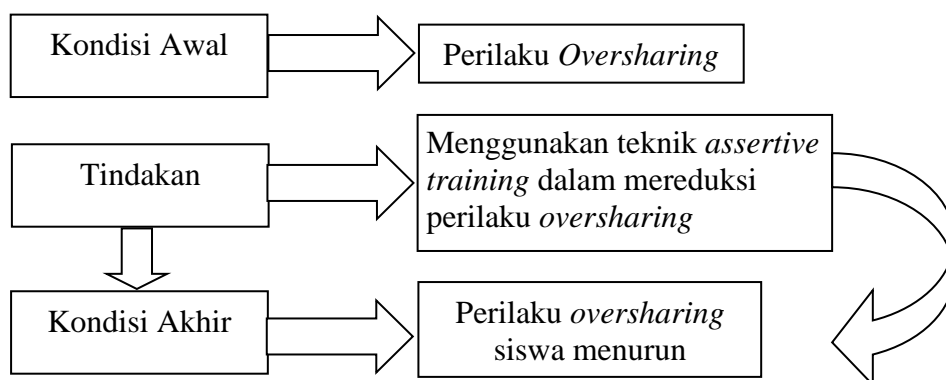 Kondisi Awal
Perilaku Oversharing
Tindakan
Menggunakan teknik assertive
training dalam mereduksi
perilaku oversharing
Kondisi Akhir
Perilaku oversharing
siswa menurun